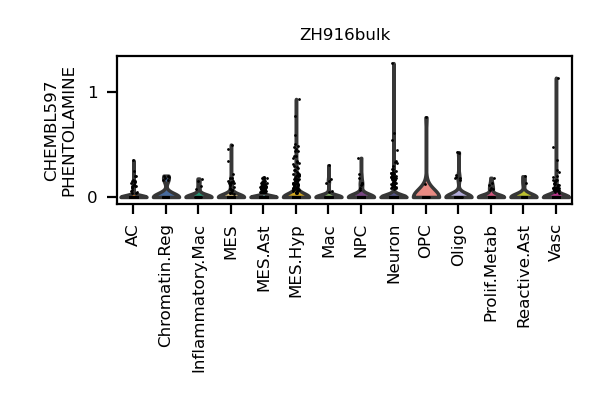 ZH916bulk
CHEMBL597
PHENTOLAMINE
1
0
AC
Chromatin.Reg
Inflammatory.Mac
MES
MES.Ast
MES.Hyp
Mac
NPC
Neuron
OPC
Oligo
Prolif.Metab
Reactive.Ast
Vasc